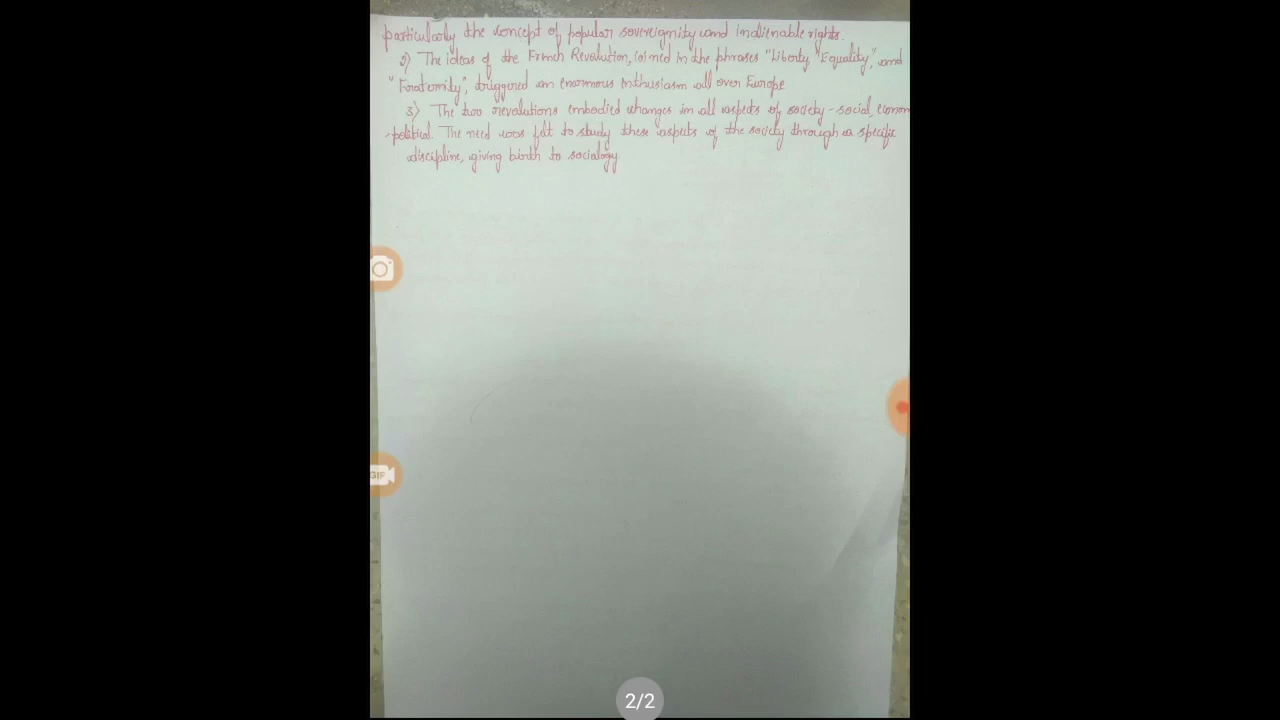 particularly the concept of popular sovereignity and inalienable rights.
2) The ideas of the French Revolution, coined in the phrases "Liberty, "Equality", and
"Fraternity", triggered an enormous enthusiasm all over Europe
3) The two revolutions embodied changes in all aspects of society - social, econom
- political. The need was felt to study these aspects of the society through a specific
discipline, giving birth to sociology.
GIF
2/2